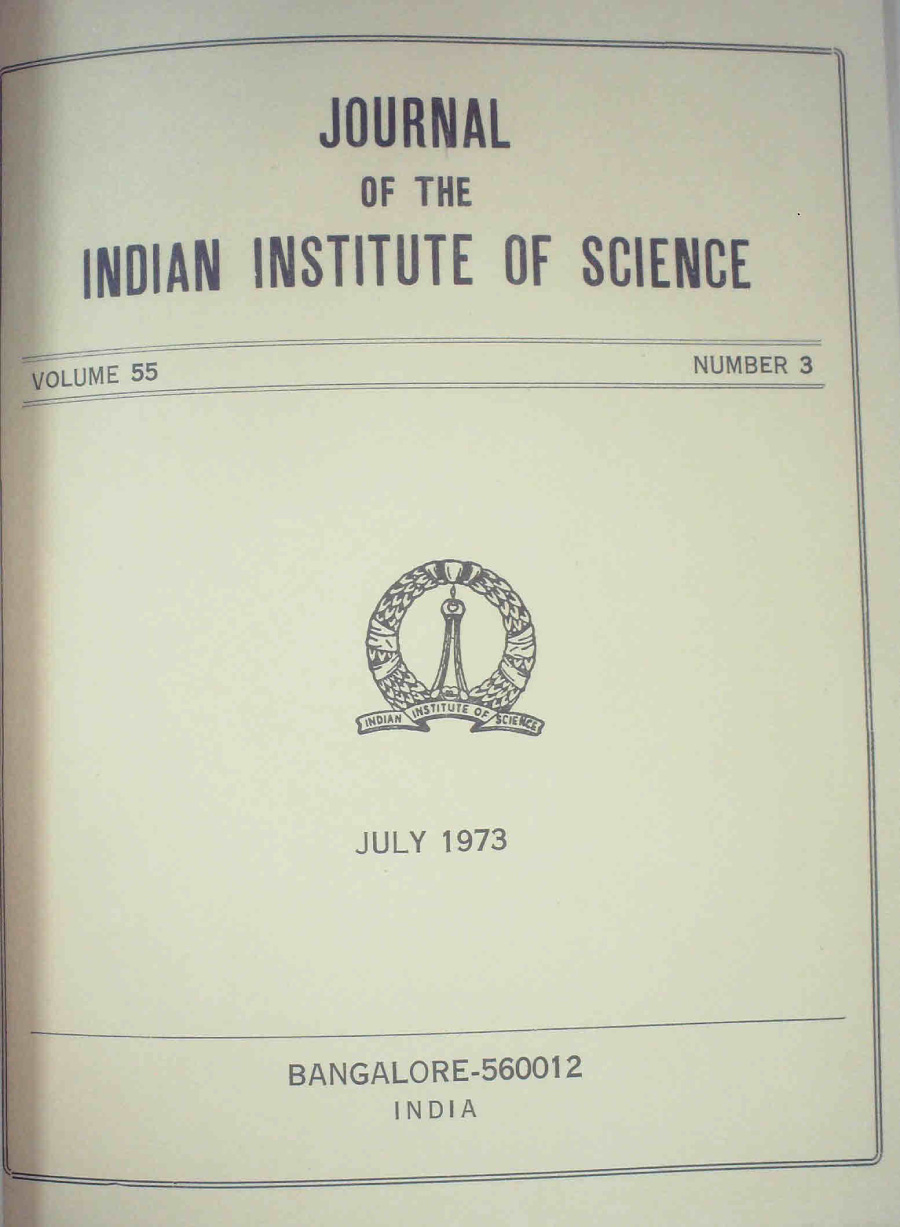 JOURNAL
OF THE
INDIAN INSTITUTE OF SCIENCE
VOLUME 55 NUMBER 3
INDIAN INSTITUTE OF SCIENCE
JULY 1973
BANGALORE-560012
INDIA